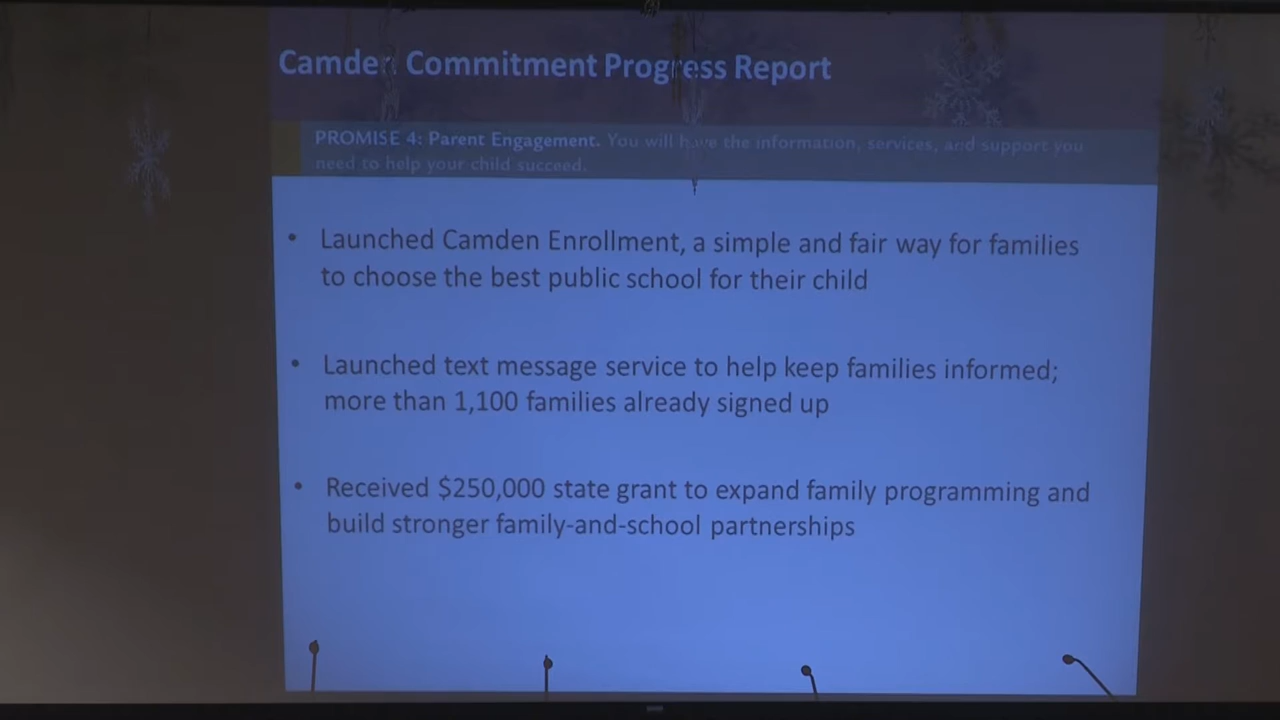 Camden Commitment Progress Report
PROMISE 4: Parent Engagement. You will have the information, services, and support you
need to help your child succeed.
• Launched Camden Enrollment, a simple and fair way for families
to choose the best public school for their child
• Launched text message service to help keep families informed;
more than 1,100 families already signed up
• Received $250,000 state grant to expand family programming and
build stronger family-and-school partnerships